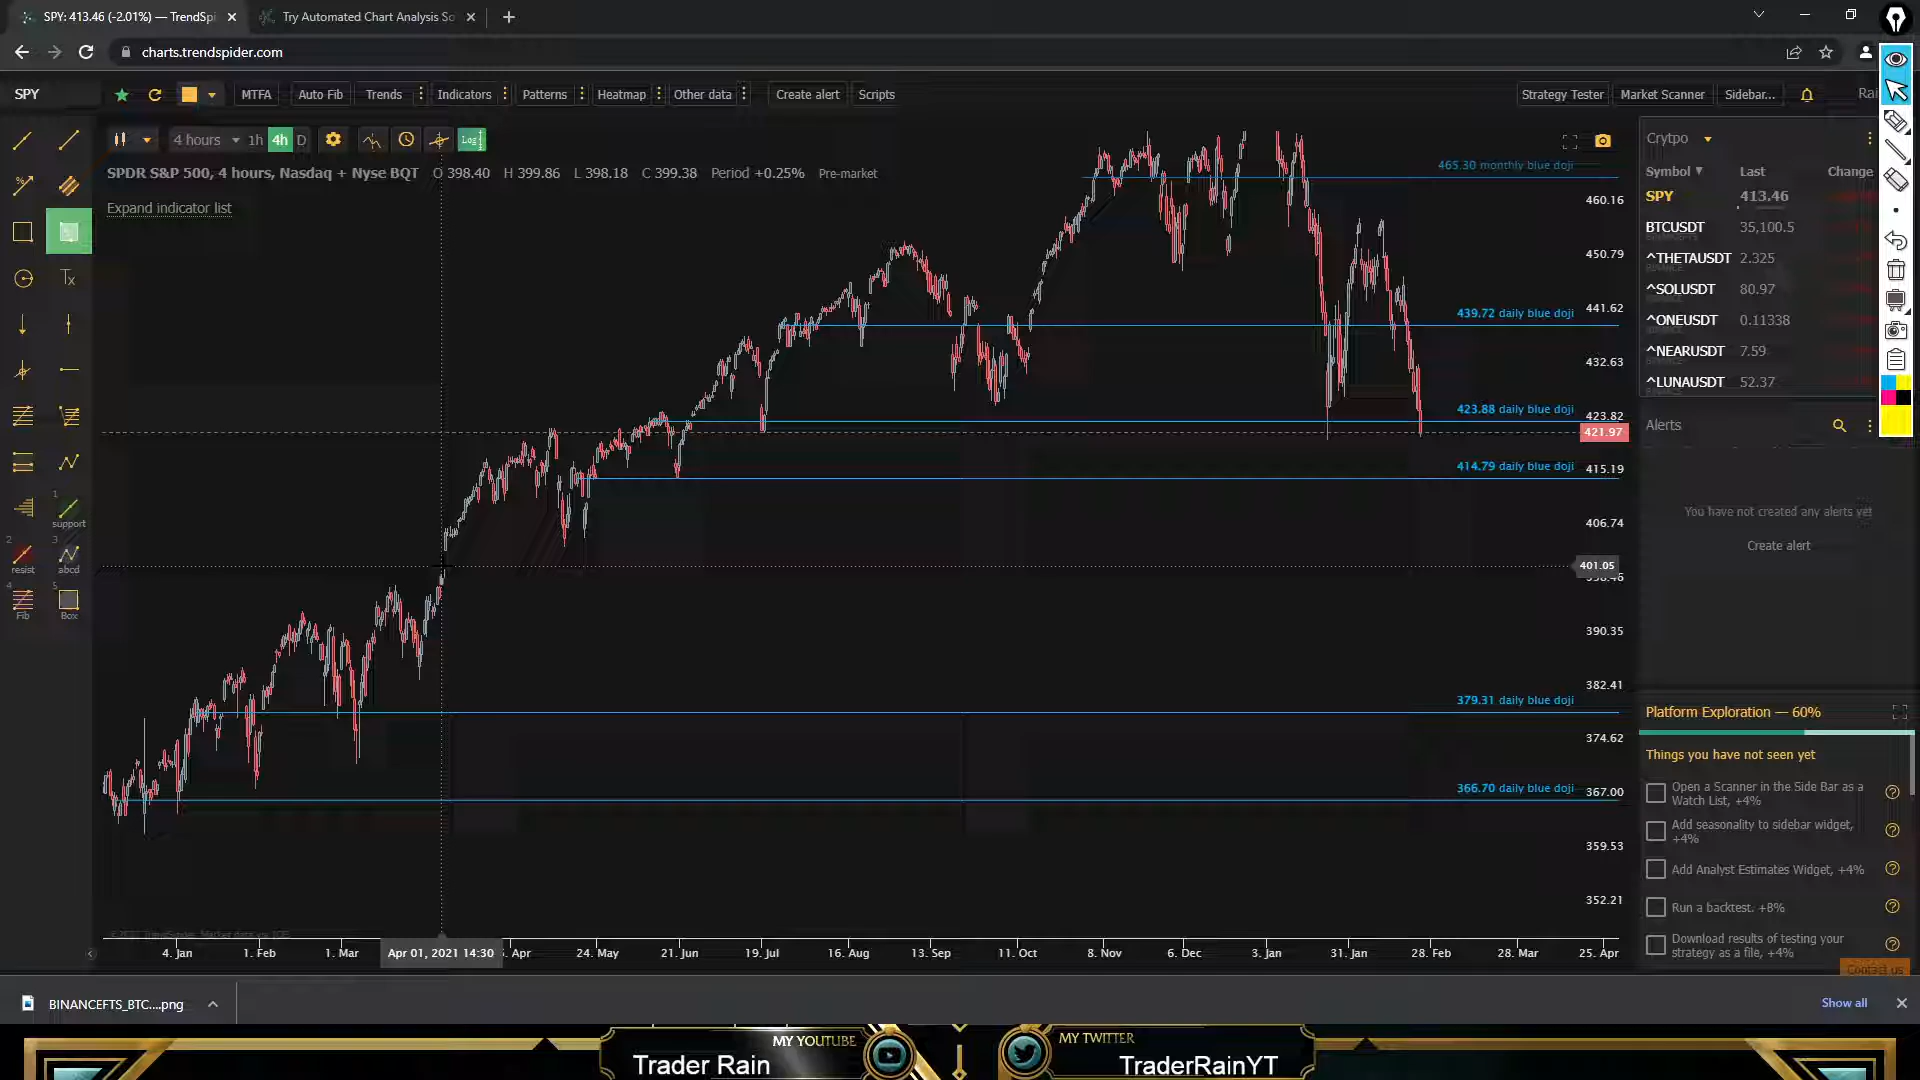 SPY: 413.46 (-2.01%) — TrendSpi
Try Automated Chart Analysis So
charts.trendspider.com
SPY
MTFA
Auto Fib
Trends
Indicators
Patterns
Heatmap
Other data
Create alert
Scripts
Strategy Tester
Market Scanner
Sidebar...
Rai
4 hours
1h
4h
D
Log
SPDR S&P 500, 4 hours, Nasdaq + Nyse BQT O 398.40 H 399.86 L 398.18 C 399.38 Period +0.25% Pre-market
Expand indicator list
465.30 monthly blue doji
460.16
450.79
441.62
439.72 daily blue doji
432.63
423.88 daily blue doji
423.82
421.97
414.79 daily blue doji
415.19
406.74
401.05
390.35
382.41
379.31 daily blue doji
374.62
366.70 daily blue doji
367.00
359.53
352.21
1
support
2
resist
3
abcd
4
Fib
5
Box
4. Jan
1. Feb
1. Mar
Apr 01, 2021 14:30
. Apr
24. May
21. Jun
19. Jul
16. Aug
13. Sep
11. Oct
8. Nov
6. Dec
3. Jan
31. Jan
28. Feb
28. Mar
25. Apr
Crytpo
Symbol Last Change
SPY 413.46
BTCUSDT 35,100.5
^THETAUSDT 2.325
^SOLUSDT 80.97
^ONEUSDT 0.11338
^NEARUSDT 7.59
^LUNAUSDT 52.37
Alerts
You have not created any alerts yet
Create alert
Platform Exploration — 60%
Things you have not seen yet
Open a Scanner in the Side Bar as a
Watch List, +4%
Add seasonality to sidebar widget,
+4%
Add Analyst Estimates Widget, +4%
Run a backtest. +8%
Download results of testing your
strategy as a file, +4%
Contact us
BINANCEFTS_BTC....png
Show all
MY YOUTUBE
Trader Rain
MY TWITTER
TraderRainYT